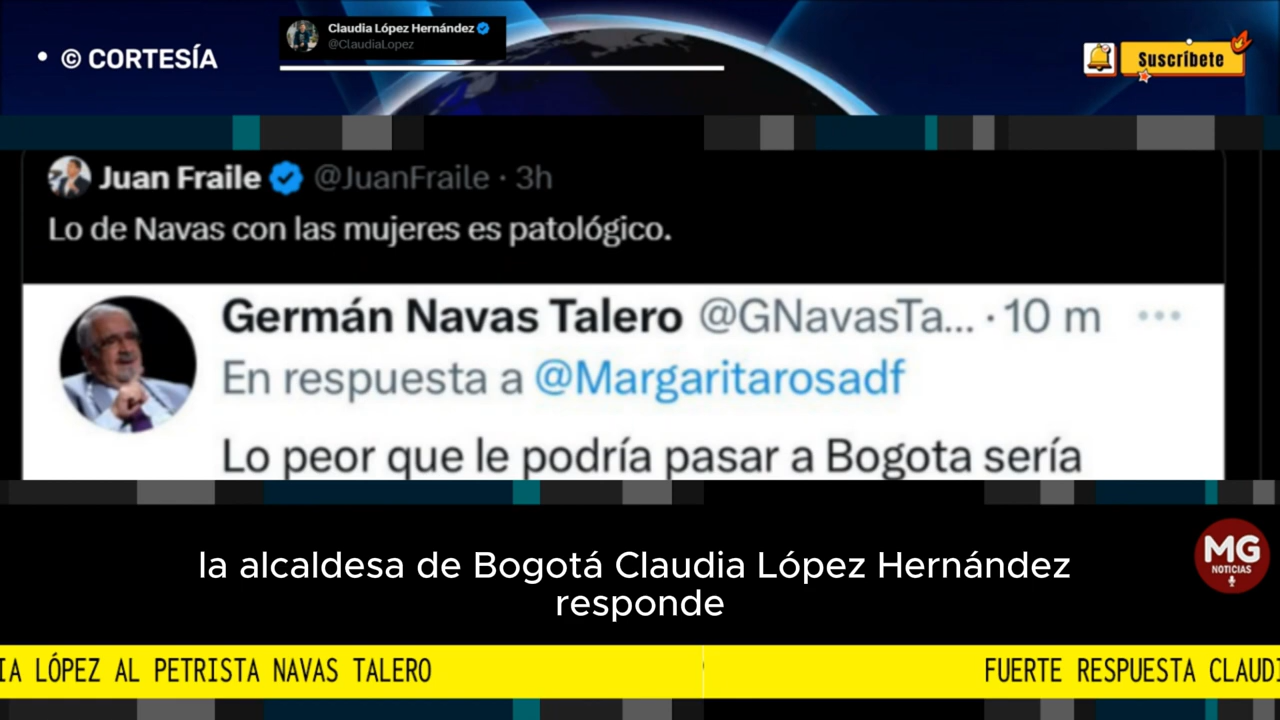 Claudia López Hernández
@ClaudiaLopez
• © CORTESÍA
Suscríbete
Juan Fraile @JuanFraile · 3h
Lo de Navas con las mujeres es patológico.
Germán Navas Talero @GNavasTa... · 10 m
En respuesta a @Margaritarosadf
Lo peor que le podría pasar a Bogota sería
la alcaldesa de Bogotá Claudia López Hernández
responde
MG
NOTICIAS
IA LÓPEZ AL PETRISTA NAVAS TALERO
FUERTE RESPUESTA CLAUDI